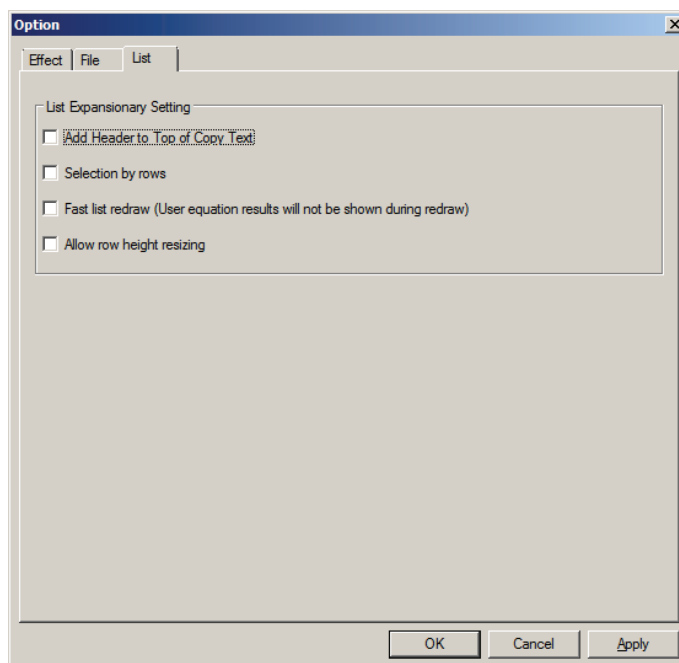 Option
Effect File List
List Expansionary Setting
Add Header to Top of Copy Text
Selection by rows
Fast list redraw (User equation results will not be shown during redraw)
Allow row height resizing
OK Cancel Apply